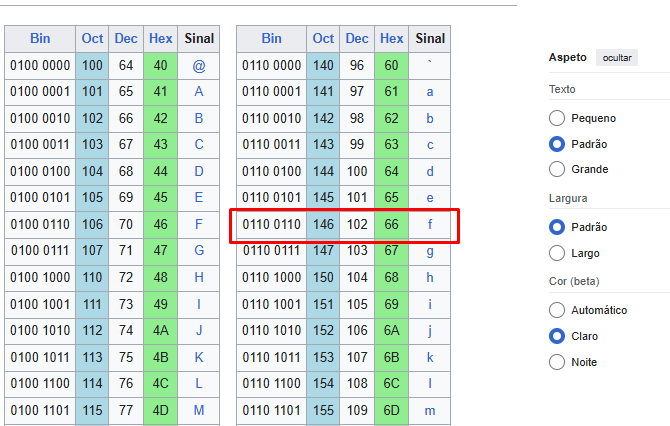 Bin Oct Dec Hex Sinal
0100 0000 100 64 40 @
0100 0001 101 65 41 A
0100 0010 102 66 42 B
0100 0011 103 67 43 C
0100 0100 104 68 44 D
0100 0101 105 69 45 E
0100 0110 106 70 46 F
0100 0111 107 71 47 G
0100 1000 110 72 48 H
0100 1001 111 73 49 I
0100 1010 112 74 4A J
0100 1011 113 75 4B K
0100 1100 114 76 4C L
0100 1101 115 77 4D M
Bin Oct Dec Hex Sinal
0110 0000 140 96 60 `
0110 0001 141 97 61 a
0110 0010 142 98 62 b
0110 0011 143 99 63 c
0110 0100 144 100 64 d
0110 0101 145 101 65 e
0110 0110 146 102 66 f
0110 0111 147 103 67 g
0110 1000 150 104 68 h
0110 1001 151 105 69 i
0110 1010 152 106 6A j
0110 1011 153 107 6B k
0110 1100 154 108 6C l
0110 1101 155 109 6D m
Aspeto ocultar
Texto
Pequeno
Padrão
Grande
Largura
Padrão
Largo
Cor (beta)
Automático
Claro
Noite